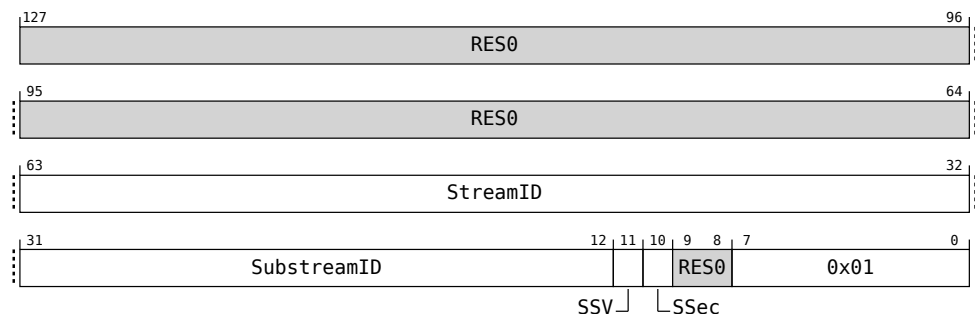 127 96
RES0
95 64
RES0
63 32
StreamID
31 12 11 10 9 8 7 0
SubstreamID RES0 0x01
SSV SSec